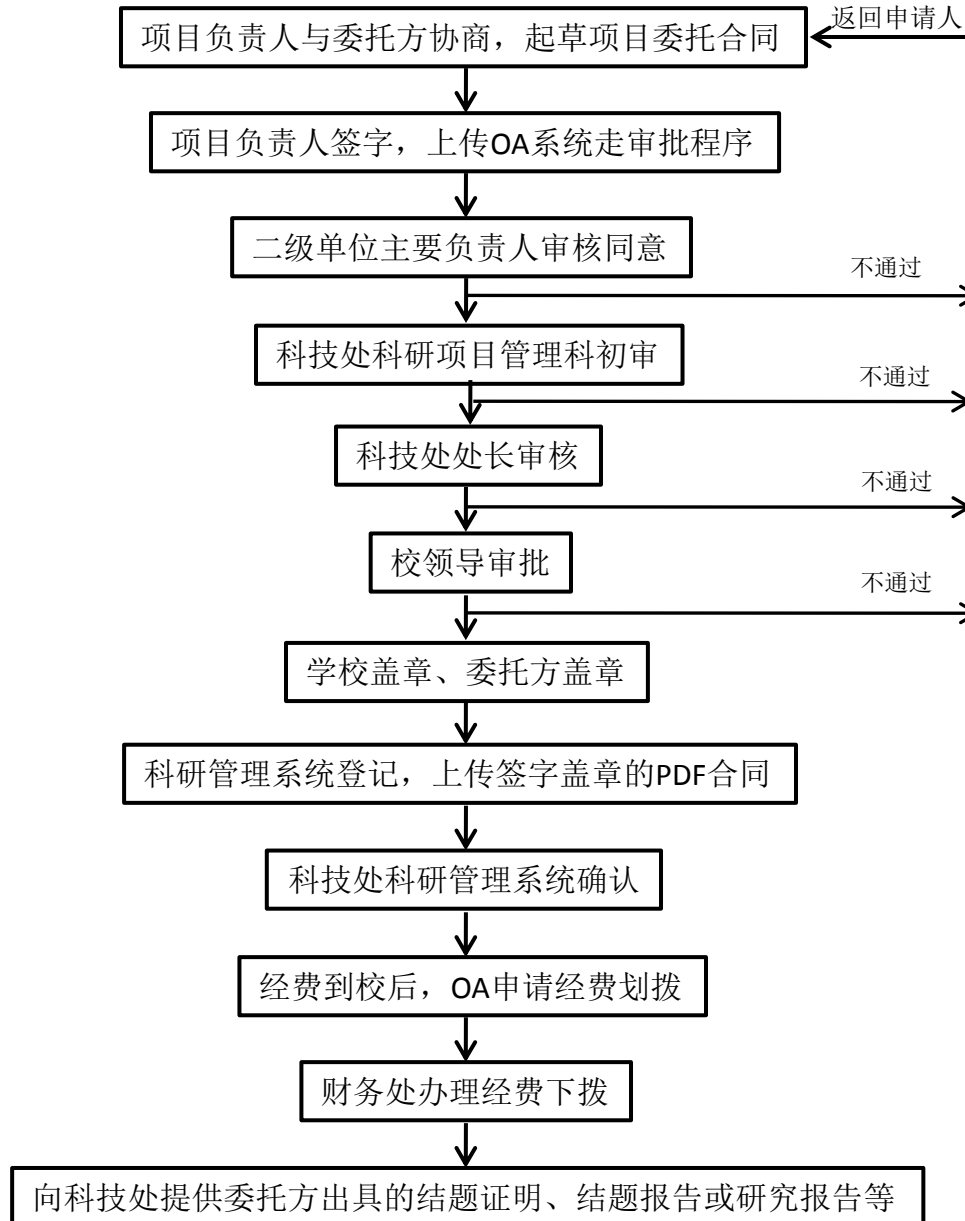 返回申请人
项目负责人与委托方协商，起草项目委托合同
项目负责人签字，上传OA系统走审批程序
二级单位主要负责人审核同意
不通过
科技处科研项目管理科初审
不通过
科技处处长审核
不通过
校领导审批
不通过
学校盖章、委托方盖章
科研管理系统登记，上传签字盖章的PDF合同
科技处科研管理系统确认
经费到校后，OA申请经费划拨
财务处办理经费下拨
向科技处提供委托方出具的结题证明、结题报告或研究报告等